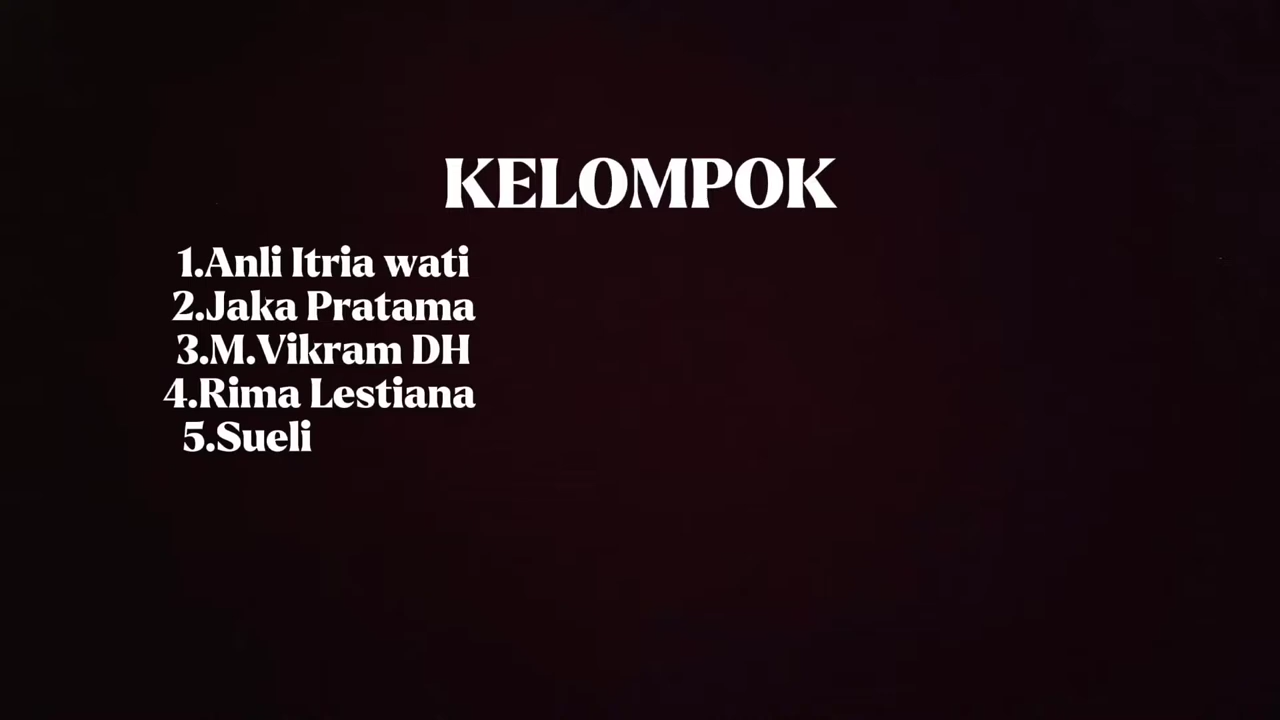 KELOMPOK
1.Anli Itria wati
2.Jaka Pratama
3.M.Vikram DH
4.Rima Lestiana
5.Sueli